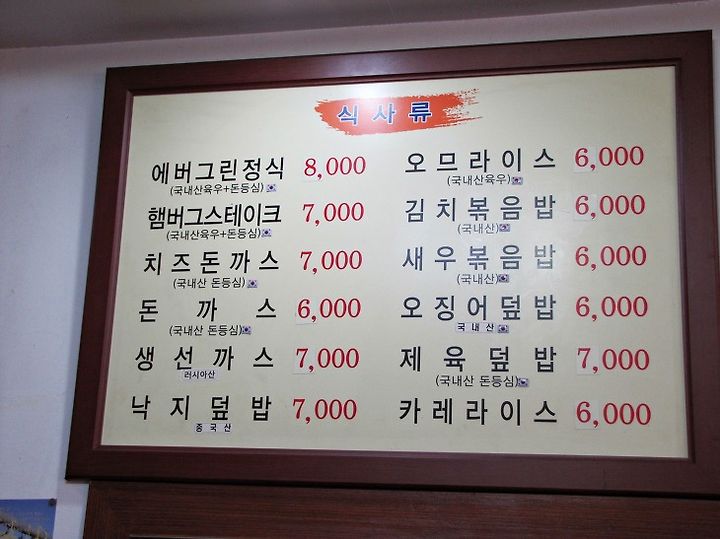 식사류
에버그린정식 8,000
(국내산육우+돈등심)
햄버그스테이크 7,000
(국내산육우+돈등심)
치즈돈까스 7,000
(국내산 돈등심)
돈까스 6,000
(국내산 돈등심)
생선까스 7,000
러시아산
낙지덮밥 7,000
중국산
오므라이스 6,000
(국내산육우)
김치볶음밥 6,000
(국내산)
새우볶음밥 6,000
(국내산)
오징어덮밥 6,000
국내산
제육덮밥 7,000
(국내산 돈등심)
카레라이스 6,000